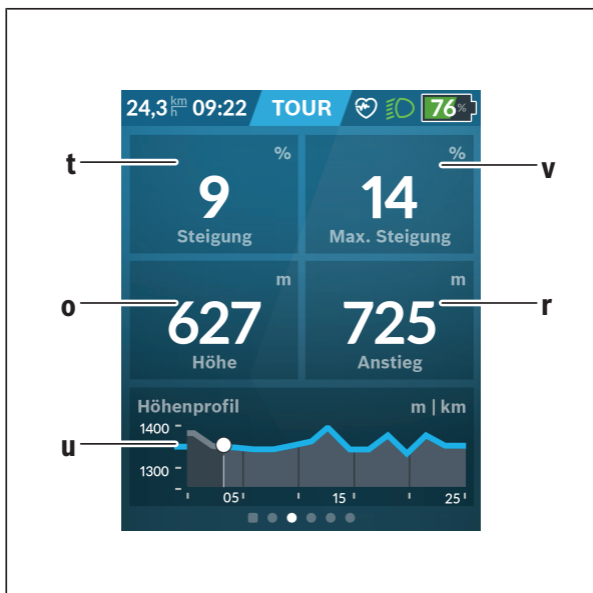 24,3 km/h 09:22 TOUR 76%
t % % v
9 14
Steigung Max. Steigung
o m m r
627 725
Höhe Anstieg
Höhenprofil m | km
1400
u
1300
05 15 25